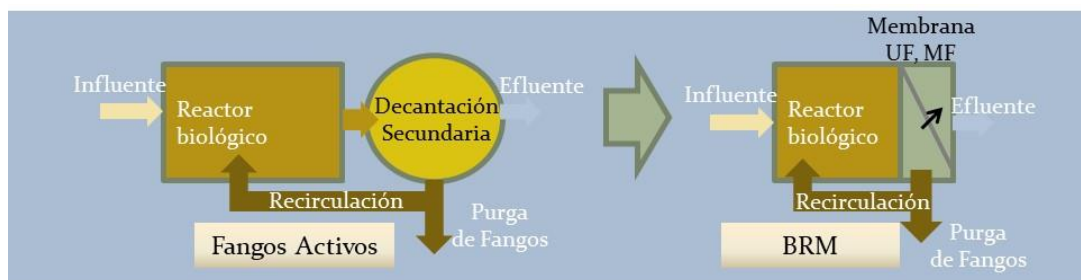 Influente
Reactor
biológico
Decantación
Secundaria
Efluente
Recirculación
Purga
de Fangos
Fangos Activos
Membrana
UF, MF
Influente
Reactor
biológico
Efluente
Recirculación
Purga
de Fangos
BRM